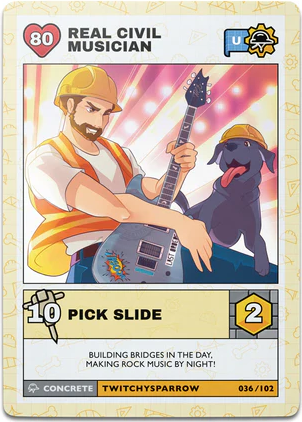 80
REAL CIVIL
MUSICIAN
U
10
PICK SLIDE
2
BUILDING BRIDGES IN THE DAY,
MAKING ROCK MUSIC BY NIGHT!
CONCRETE
TWITCHYSPARROW
036/102